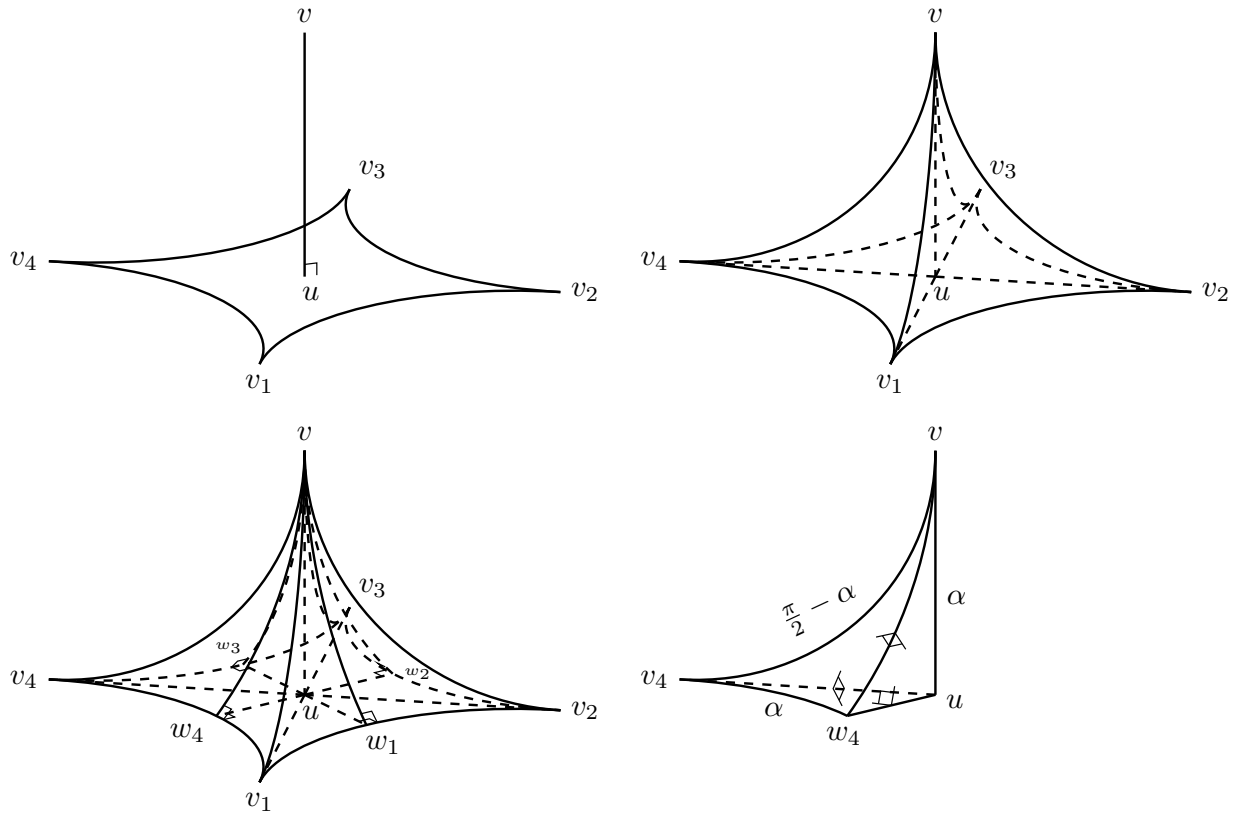 v
v₃
v₄
u
v₂
v₁
v
v₃
v₄
u
v₂
v₁
v
v₃
w₃
w₂
v₄
u
v₂
w₄
w₁
v₁
v
π/2 − α
α
v₄
α
u
w₄